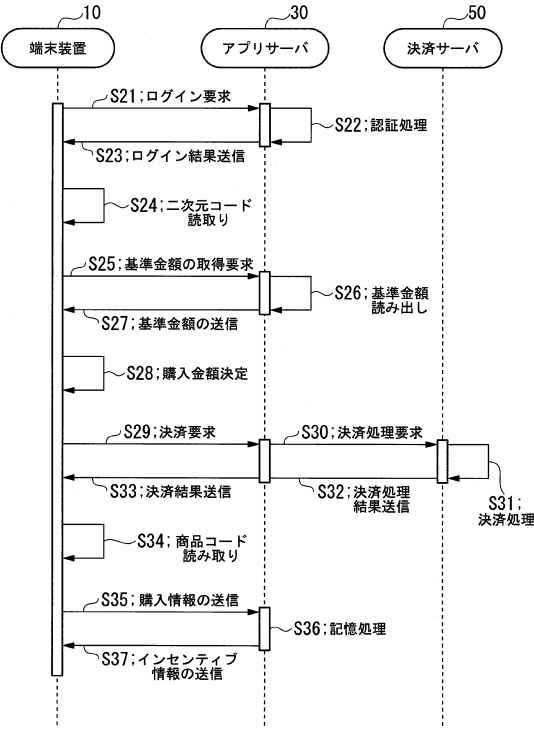 10
30
50
端末装置
アプリサーバ
決済サーバ
S21;ログイン要求
S22;認証処理
S23;ログイン結果送信
S24;二次元コード
読取り
S25;基準金額の取得要求
S26;基準金額
読み出し
S27;基準金額の送信
S28;購入金額決定
S29;決済要求
S30;決済処理要求
S33;決済結果送信
S32;決済処理
結果送信
S31;
決済処理
S34;商品コード
読み取り
S35;購入情報の送信
S36;記憶処理
S37;インセンティブ
情報の送信